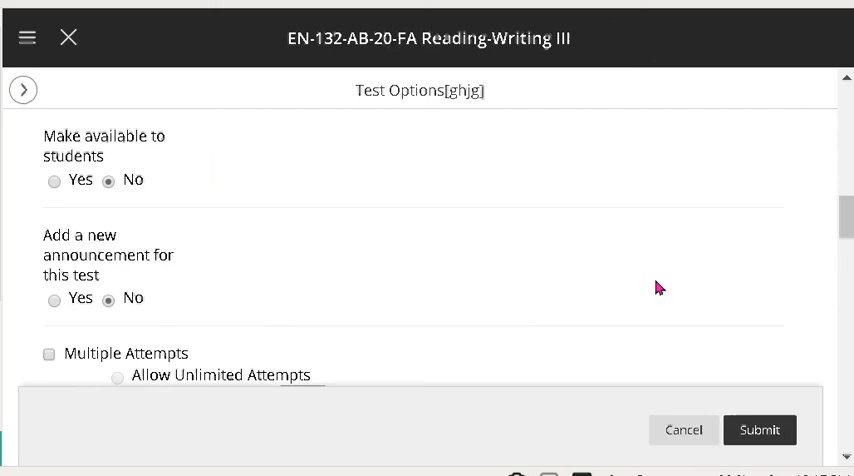 EN-132-AB-20-FA Reading-Writing III
Test Options[ghjg]
Make available to
students
Yes No
Add a new
announcement for
this test
Yes No
Multiple Attempts
Allow Unlimited Attempts
Cancel Submit